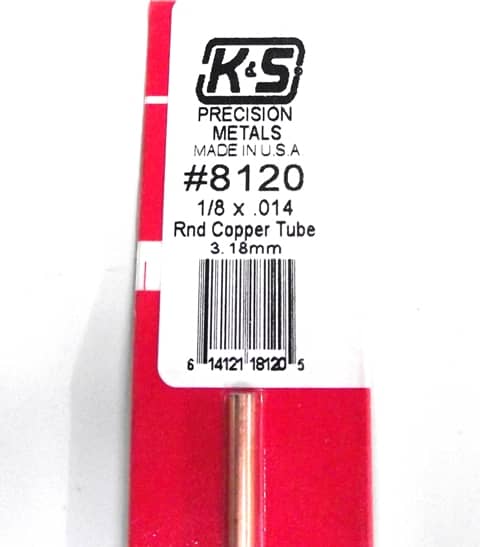 K&S
PRECISION
METALS
MADE IN U.S.A
#8120
1/8 x .014
Rnd Copper Tube
3.18mm
6 14121 18120 5